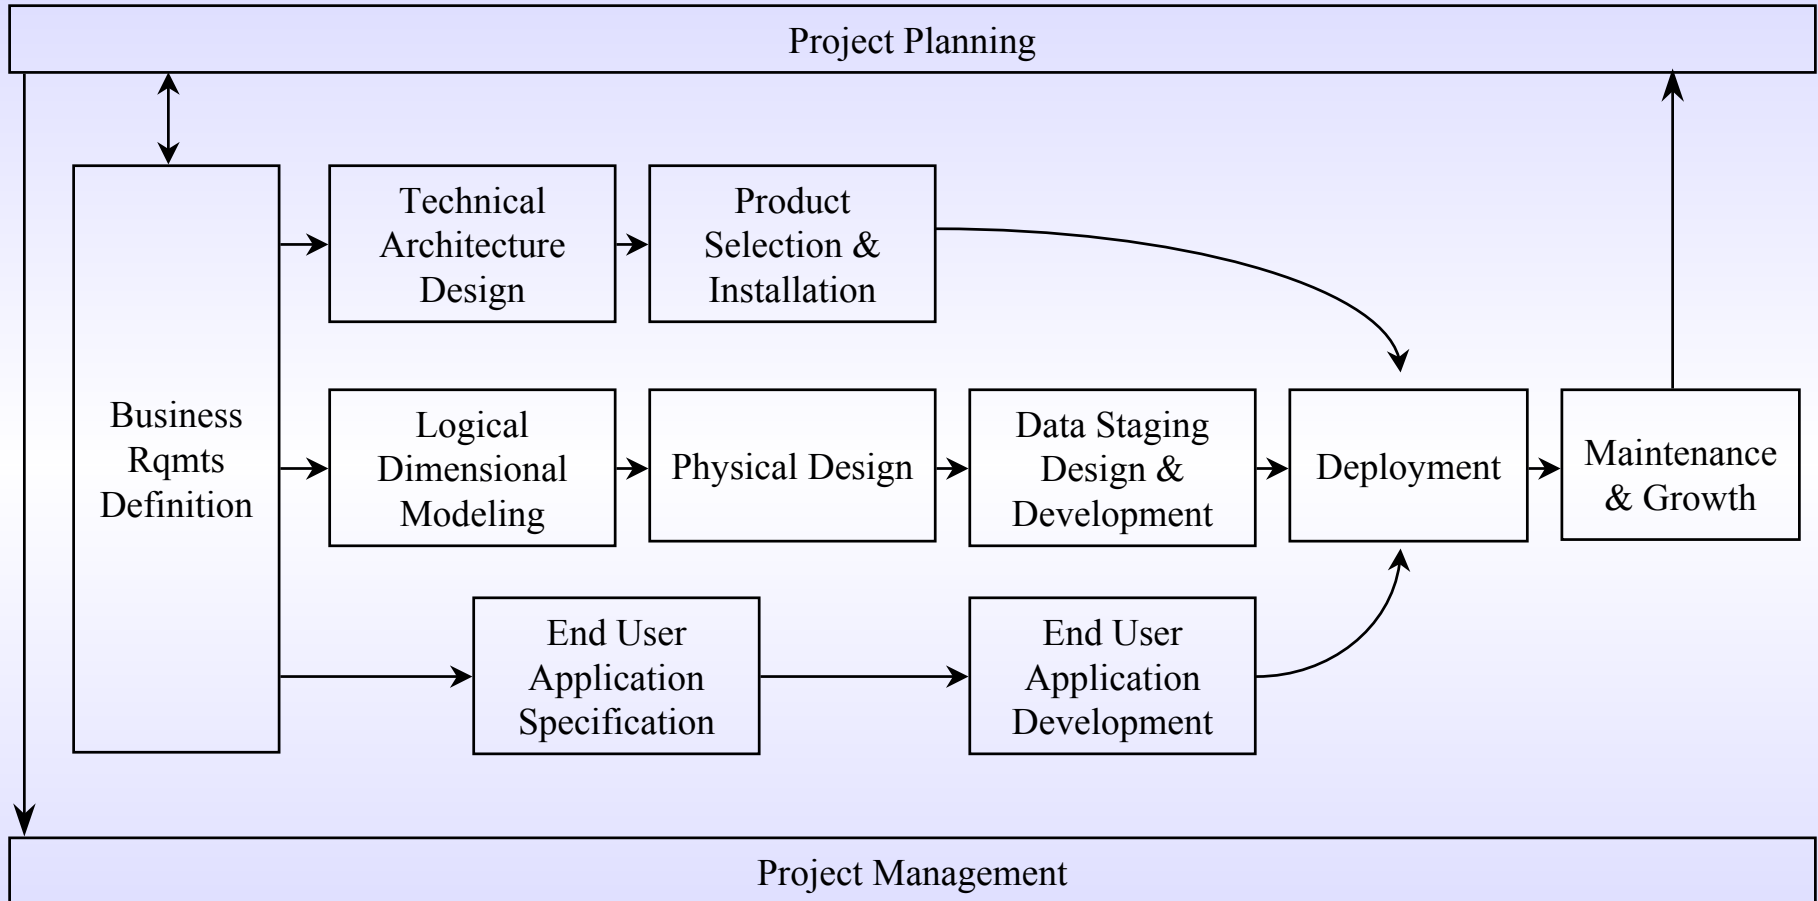 Project Planning
Technical
Architecture
Design
Product
Selection &
Installation
Business
Rqmts
Definition
Logical
Dimensional
Modeling
Physical Design
Data Staging
Design &
Development
Deployment
Maintenance
& Growth
End User
Application
Specification
End User
Application
Development
Project Management